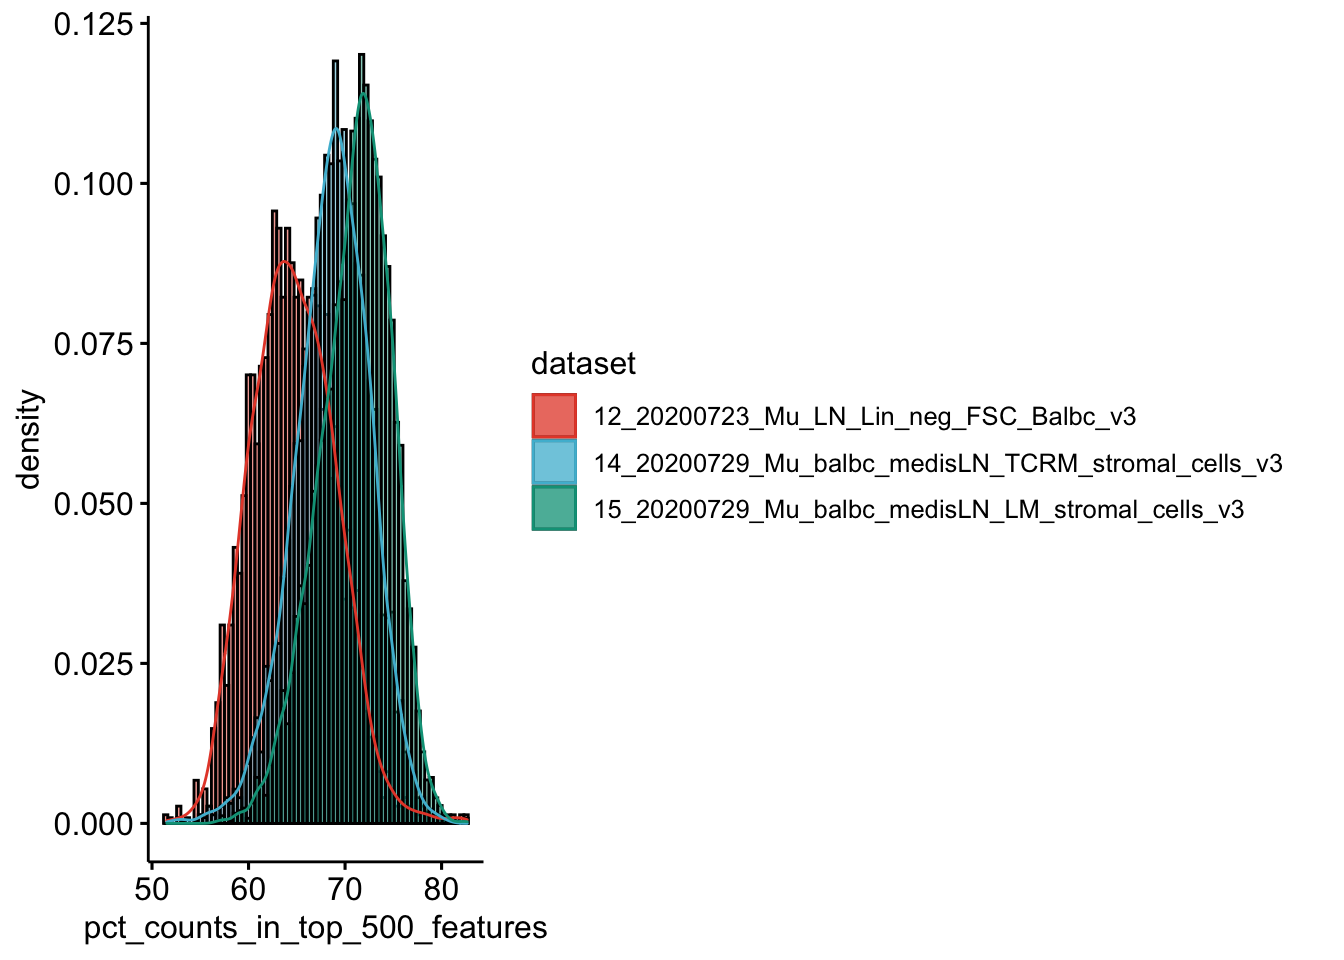 0.125
0.100
0.075
0.050
0.025
0.000
density
50 60 70 80
pct_counts_in_top_500_features
dataset
12_20200723_Mu_LN_Lin_neg_FSC_Balbc_v3
14_20200729_Mu_balbc_medisLN_TCRM_stromal_cells_v3
15_20200729_Mu_balbc_medisLN_LM_stromal_cells_v3